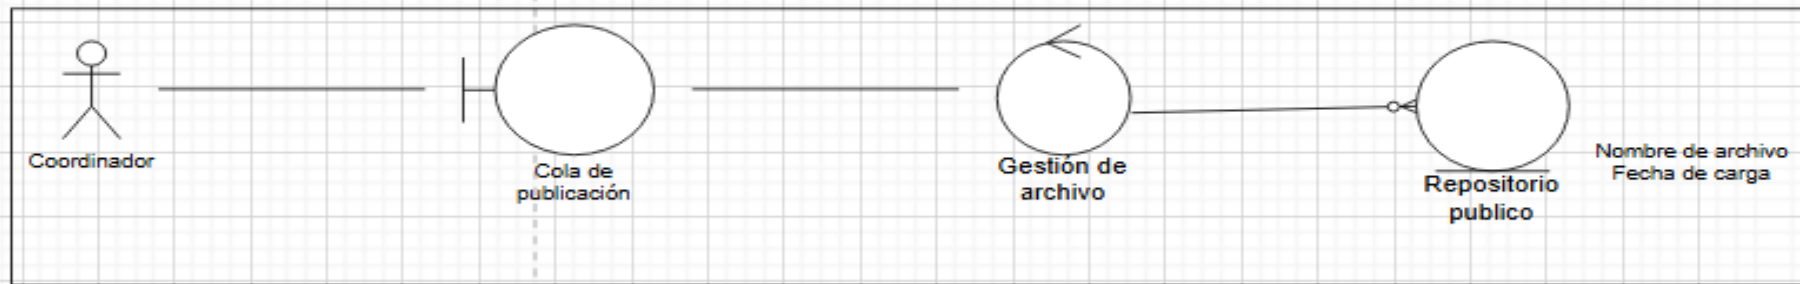 Coordinador
Cola de
publicación
Gestión de
archivo
Repositorio
publico
Nombre de archivo
Fecha de carga